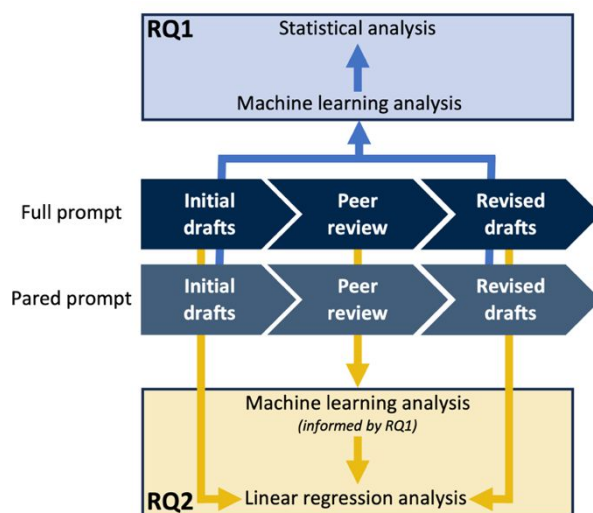 RQ1
Statistical analysis
Machine learning analysis
Full prompt
Initial
drafts
Peer
review
Revised
drafts
Pared prompt
Initial
drafts
Peer
review
Revised
drafts
Machine learning analysis
(informed by RQ1)
RQ2
Linear regression analysis